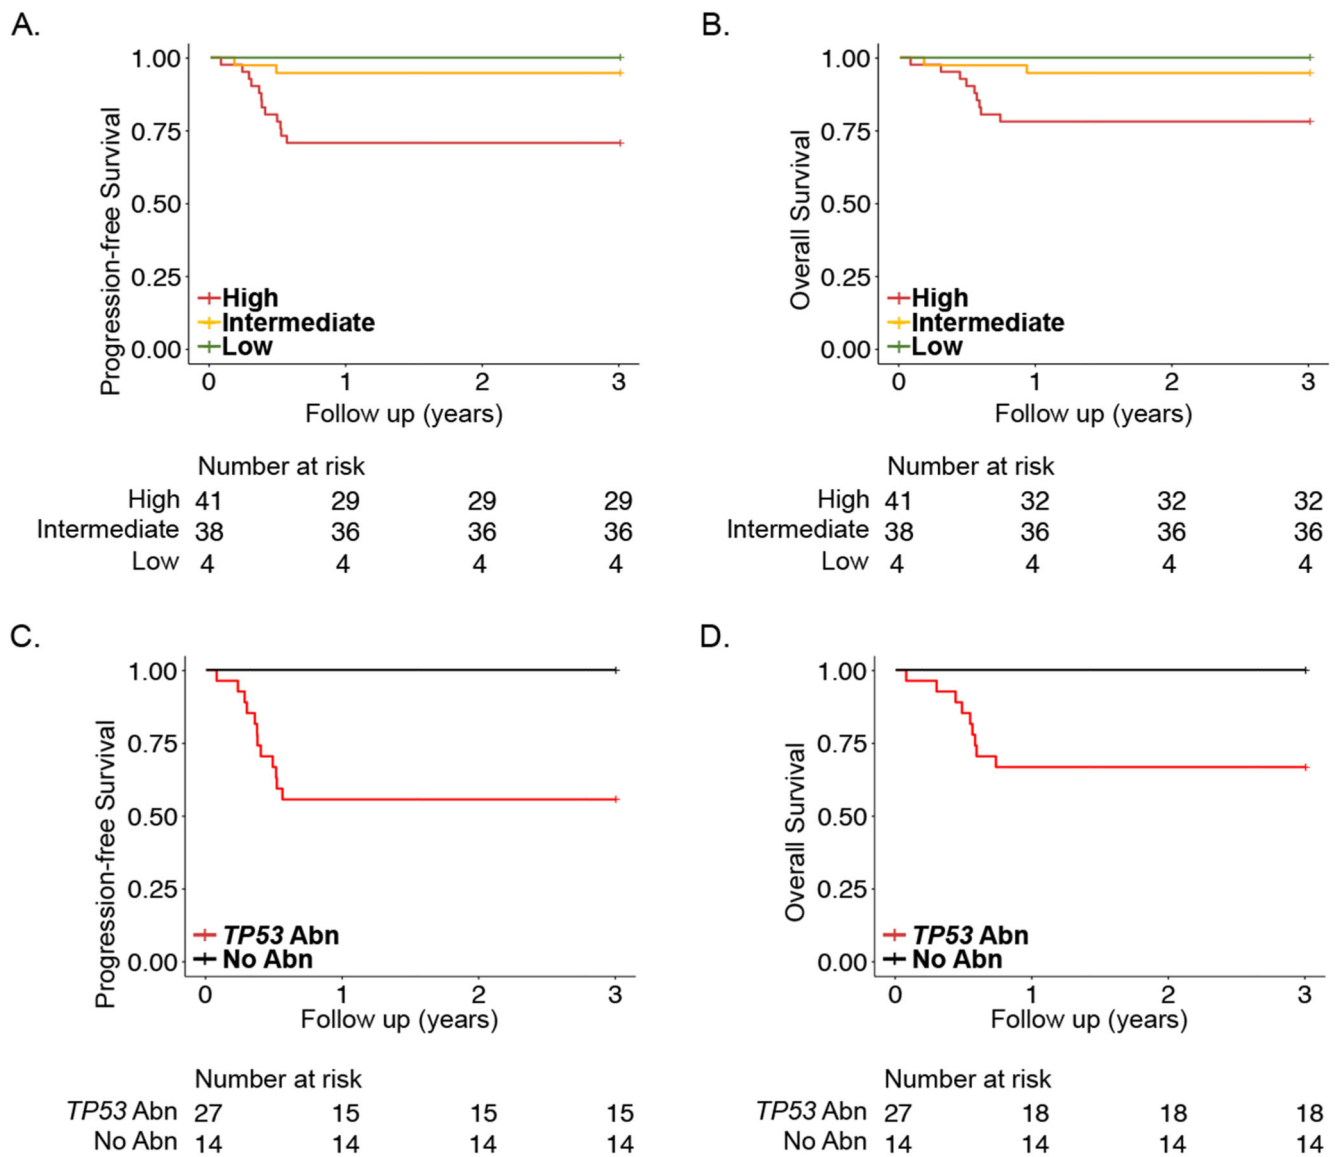 A.
Progression-free Survival
1.00
0.75
0.50
0.25
0.00
High
Intermediate
Low
0 1 2 3
Follow up (years)
Number at risk
High 41 29 29 29
Intermediate 38 36 36 36
Low 4 4 4 4
B.
Overall Survival
1.00
0.75
0.50
0.25
0.00
High
Intermediate
Low
0 1 2 3
Follow up (years)
Number at risk
High 41 32 32 32
Intermediate 38 36 36 36
Low 4 4 4 4
C.
Progression-free Survival
1.00
0.75
0.50
0.25
0.00
TP53 Abn
No Abn
0 1 2 3
Follow up (years)
Number at risk
TP53 Abn 27 15 15 15
No Abn 14 14 14 14
D.
Overall Survival
1.00
0.75
0.50
0.25
0.00
TP53 Abn
No Abn
0 1 2 3
Follow up (years)
Number at risk
TP53 Abn 27 18 18 18
No Abn 14 14 14 14